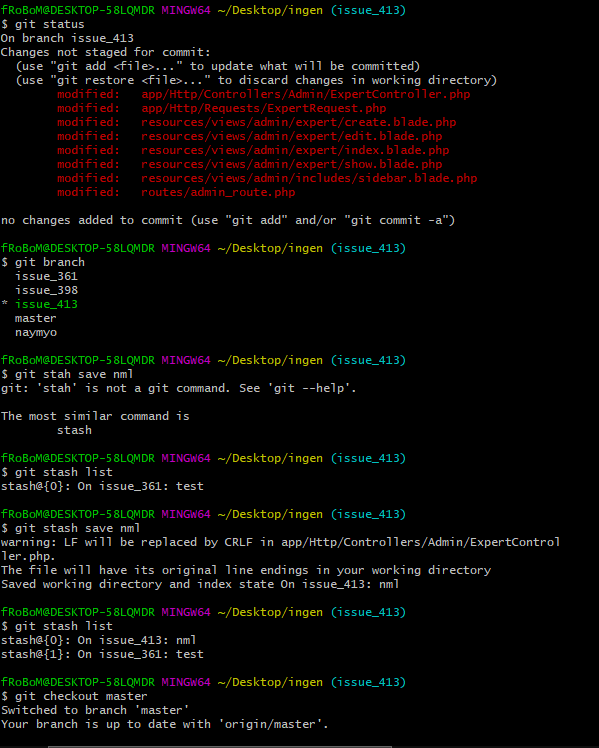 fRoBoM@DESKTOP-58LQMDR MINGW64 ~/Desktop/ingen (issue_413)
$ git status
On branch issue_413
Changes not staged for commit:
  (use "git add <file>..." to update what will be committed)
  (use "git restore <file>..." to discard changes in working directory)
        modified:   app/Http/Controllers/Admin/ExpertController.php
        modified:   app/Http/Requests/ExpertRequest.php
        modified:   resources/views/admin/expert/create.blade.php
        modified:   resources/views/admin/expert/edit.blade.php
        modified:   resources/views/admin/expert/index.blade.php
        modified:   resources/views/admin/expert/show.blade.php
        modified:   resources/views/admin/includes/sidebar.blade.php
        modified:   routes/admin_route.php

no changes added to commit (use "git add" and/or "git commit -a")

fRoBoM@DESKTOP-58LQMDR MINGW64 ~/Desktop/ingen (issue_413)
$ git branch
  issue_361
  issue_398
* issue_413
  master
  naymyo

fRoBoM@DESKTOP-58LQMDR MINGW64 ~/Desktop/ingen (issue_413)
$ git stah save nml
git: 'stah' is not a git command. See 'git --help'.

The most similar command is
        stash

fRoBoM@DESKTOP-58LQMDR MINGW64 ~/Desktop/ingen (issue_413)
$ git stash list
stash@{0}: On issue_361: test

fRoBoM@DESKTOP-58LQMDR MINGW64 ~/Desktop/ingen (issue_413)
$ git stash save nml
warning: LF will be replaced by CRLF in app/Http/Controllers/Admin/ExpertControl
ler.php.
The file will have its original line endings in your working directory
Saved working directory and index state On issue_413: nml

fRoBoM@DESKTOP-58LQMDR MINGW64 ~/Desktop/ingen (issue_413)
$ git stash list
stash@{0}: On issue_413: nml
stash@{1}: On issue_361: test

fRoBoM@DESKTOP-58LQMDR MINGW64 ~/Desktop/ingen (issue_413)
$ git checkout master
Switched to branch 'master'
Your branch is up to date with 'origin/master'.